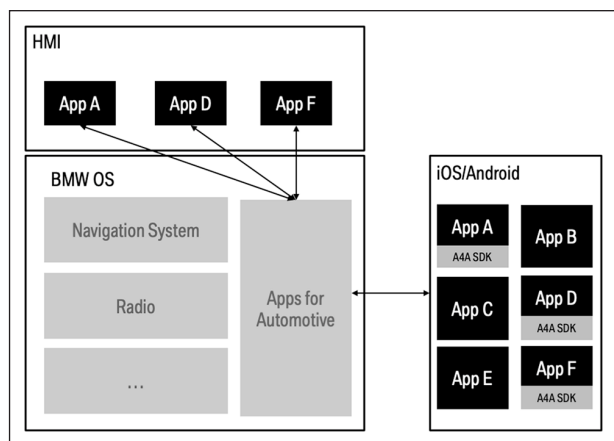 HMI
App A
App D
App F
BMW OS
Navigation System
Radio
...
Apps for
Automotive
iOS/Android
App A
A4A SDK
App B
App C
App D
A4A SDK
App E
App F
A4A SDK